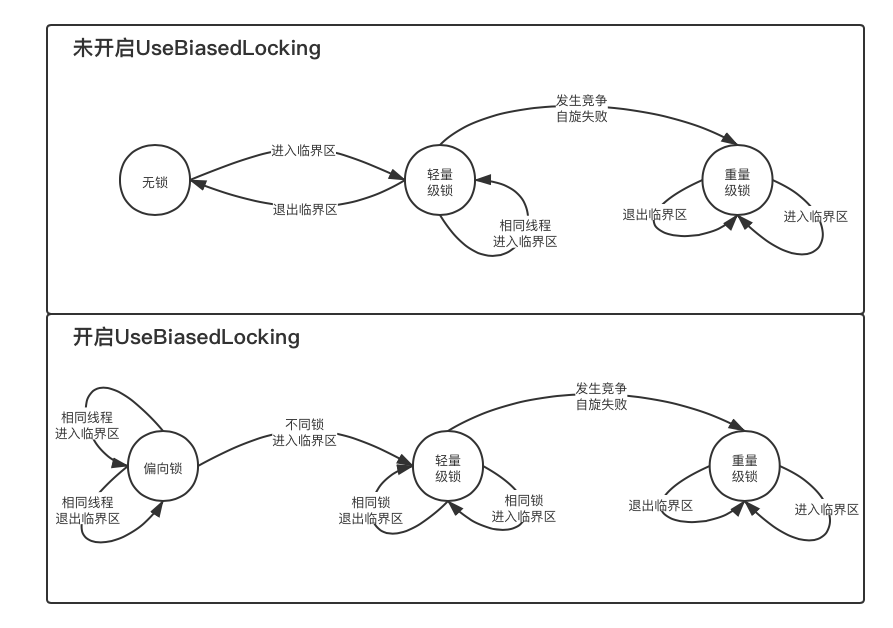 未开启UseBiasedLocking
发生竞争
自旋失败
进入临界区
无锁
轻量
级锁
重量
级锁
退出临界区
相同线程
进入临界区
退出临界区
进入临界区
开启UseBiasedLocking
发生竞争
自旋失败
相同线程
进入临界区
不同锁
进入临界区
偏向锁
轻量
级锁
重量
级锁
相同线程
退出临界区
相同锁
退出临界区
相同锁
进入临界区
退出临界区
进入临界区